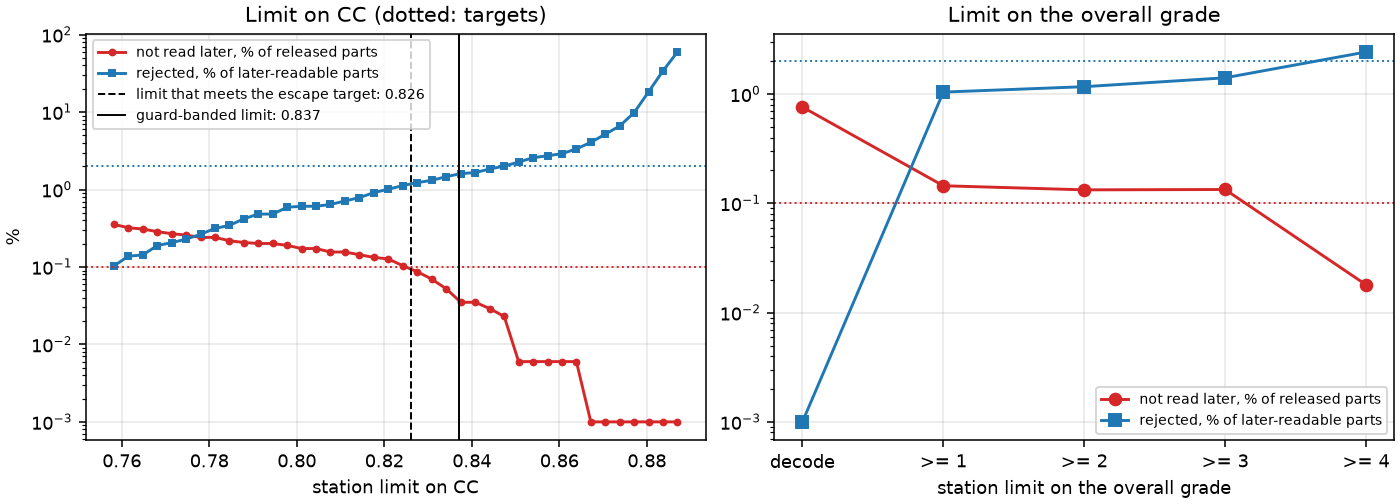 Limit on CC (dotted: targets)
10²
10¹
10⁰
10⁻¹
10⁻²
10⁻³
%
not read later, % of released parts
rejected, % of later-readable parts
limit that meets the escape target: 0.826
guard-banded limit: 0.837
0.76 0.78 0.80 0.82 0.84 0.86 0.88
station limit on CC
Limit on the overall grade
10⁰
10⁻¹
10⁻²
10⁻³
not read later, % of released parts
rejected, % of later-readable parts
decode >= 1 >= 2 >= 3 >= 4
station limit on the overall grade